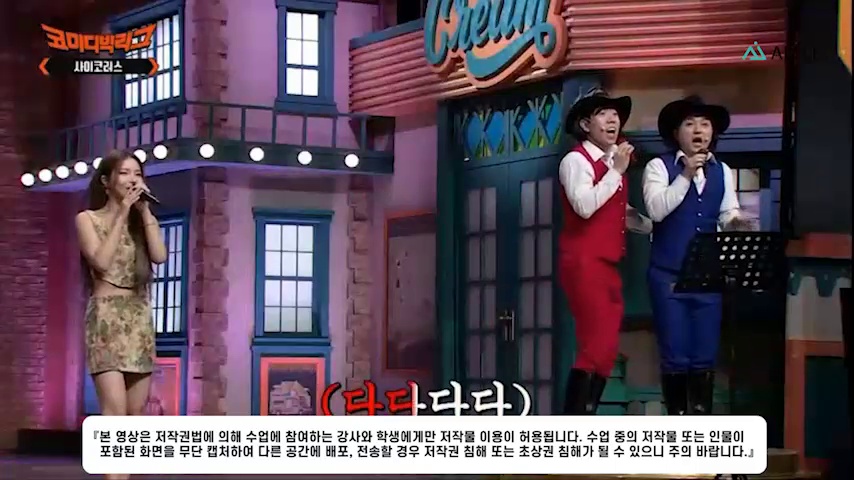 코미디빅리그
사이코러스
Cream
(다다다다)
『본 영상은 저작권법에 의해 수업에 참여하는 강사와 학생에게만 저작물 이용이 허용됩니다. 수업 중의 저작물 또는 인물이
포함된 화면을 무단 캡처하여 다른 공간에 배포, 전송할 경우 저작권 침해 또는 초상권 침해가 될 수 있으니 주의 바랍니다.』